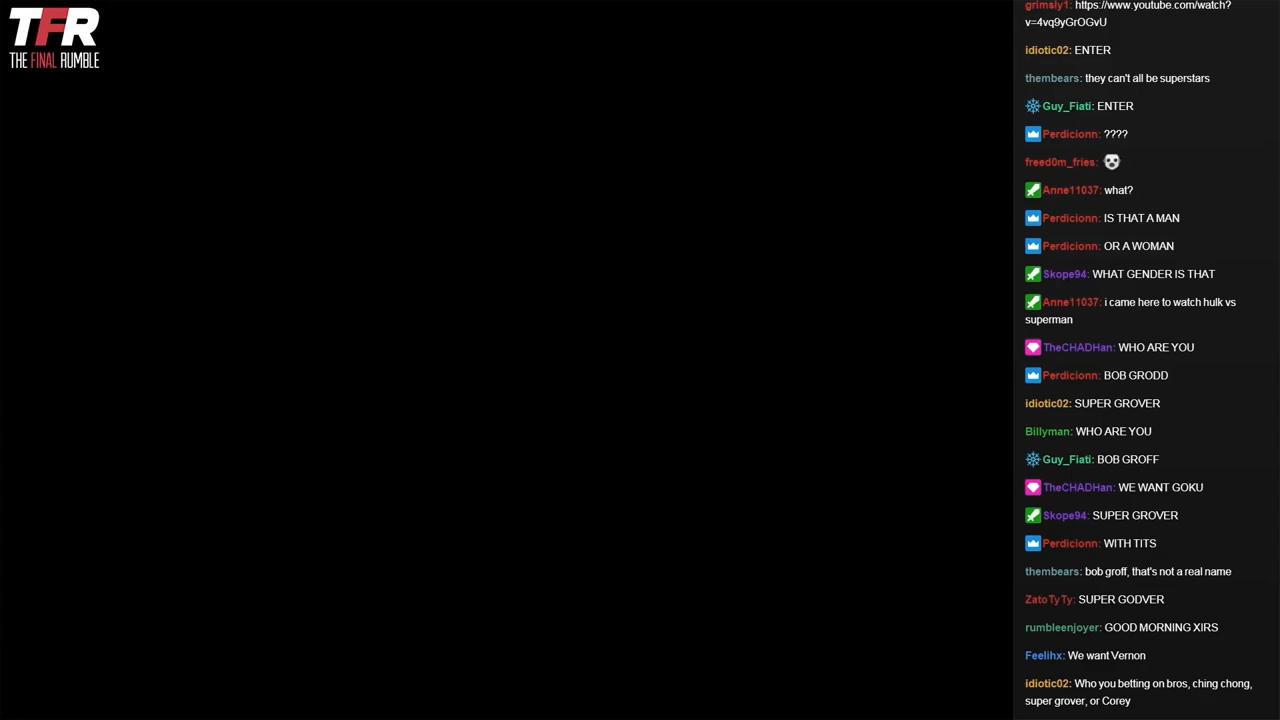 TFR
THE FINAL RUMBLE
grimsly1: https://www.youtube.com/watch?
v=4vq9yGrOGvU
idiotic02: ENTER
thembears: they can't all be superstars
Guy_Fiati: ENTER
Perdicionn: ????
freed0m_fries:
Anne11037: what?
Perdicionn: IS THAT A MAN
Perdicionn: OR A WOMAN
Skope94: WHAT GENDER IS THAT
Anne11037: i came here to watch hulk vs
superman
TheCHADHan: WHO ARE YOU
Perdicionn: BOB GRODD
idiotic02: SUPER GROVER
Billyman: WHO ARE YOU
Guy_Fiati: BOB GROFF
TheCHADHan: WE WANT GOKU
Skope94: SUPER GROVER
Perdicionn: WITH TITS
thembears: bob groff, that's not a real name
ZatoTyTy: SUPER GODVER
rumbleenjoyer: GOOD MORNING XIRS
Feelihx: We want Vernon
idiotic02: Who you betting on bros, ching chong,
super grover, or Corey